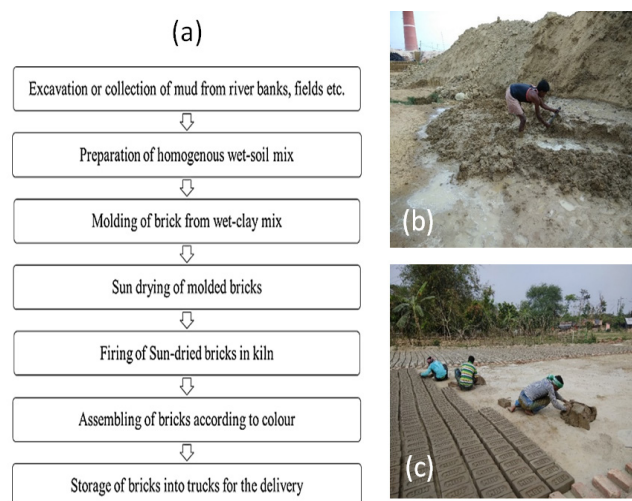 (a)
Excavation or collection of mud from river banks, fields etc.
Preparation of homogenous wet-soil mix
Molding of brick from wet-clay mix
Sun drying of molded bricks
Firing of Sun-dried bricks in kiln
Assembling of bricks according to colour
Storage of bricks into trucks for the delivery
(b)
(c)